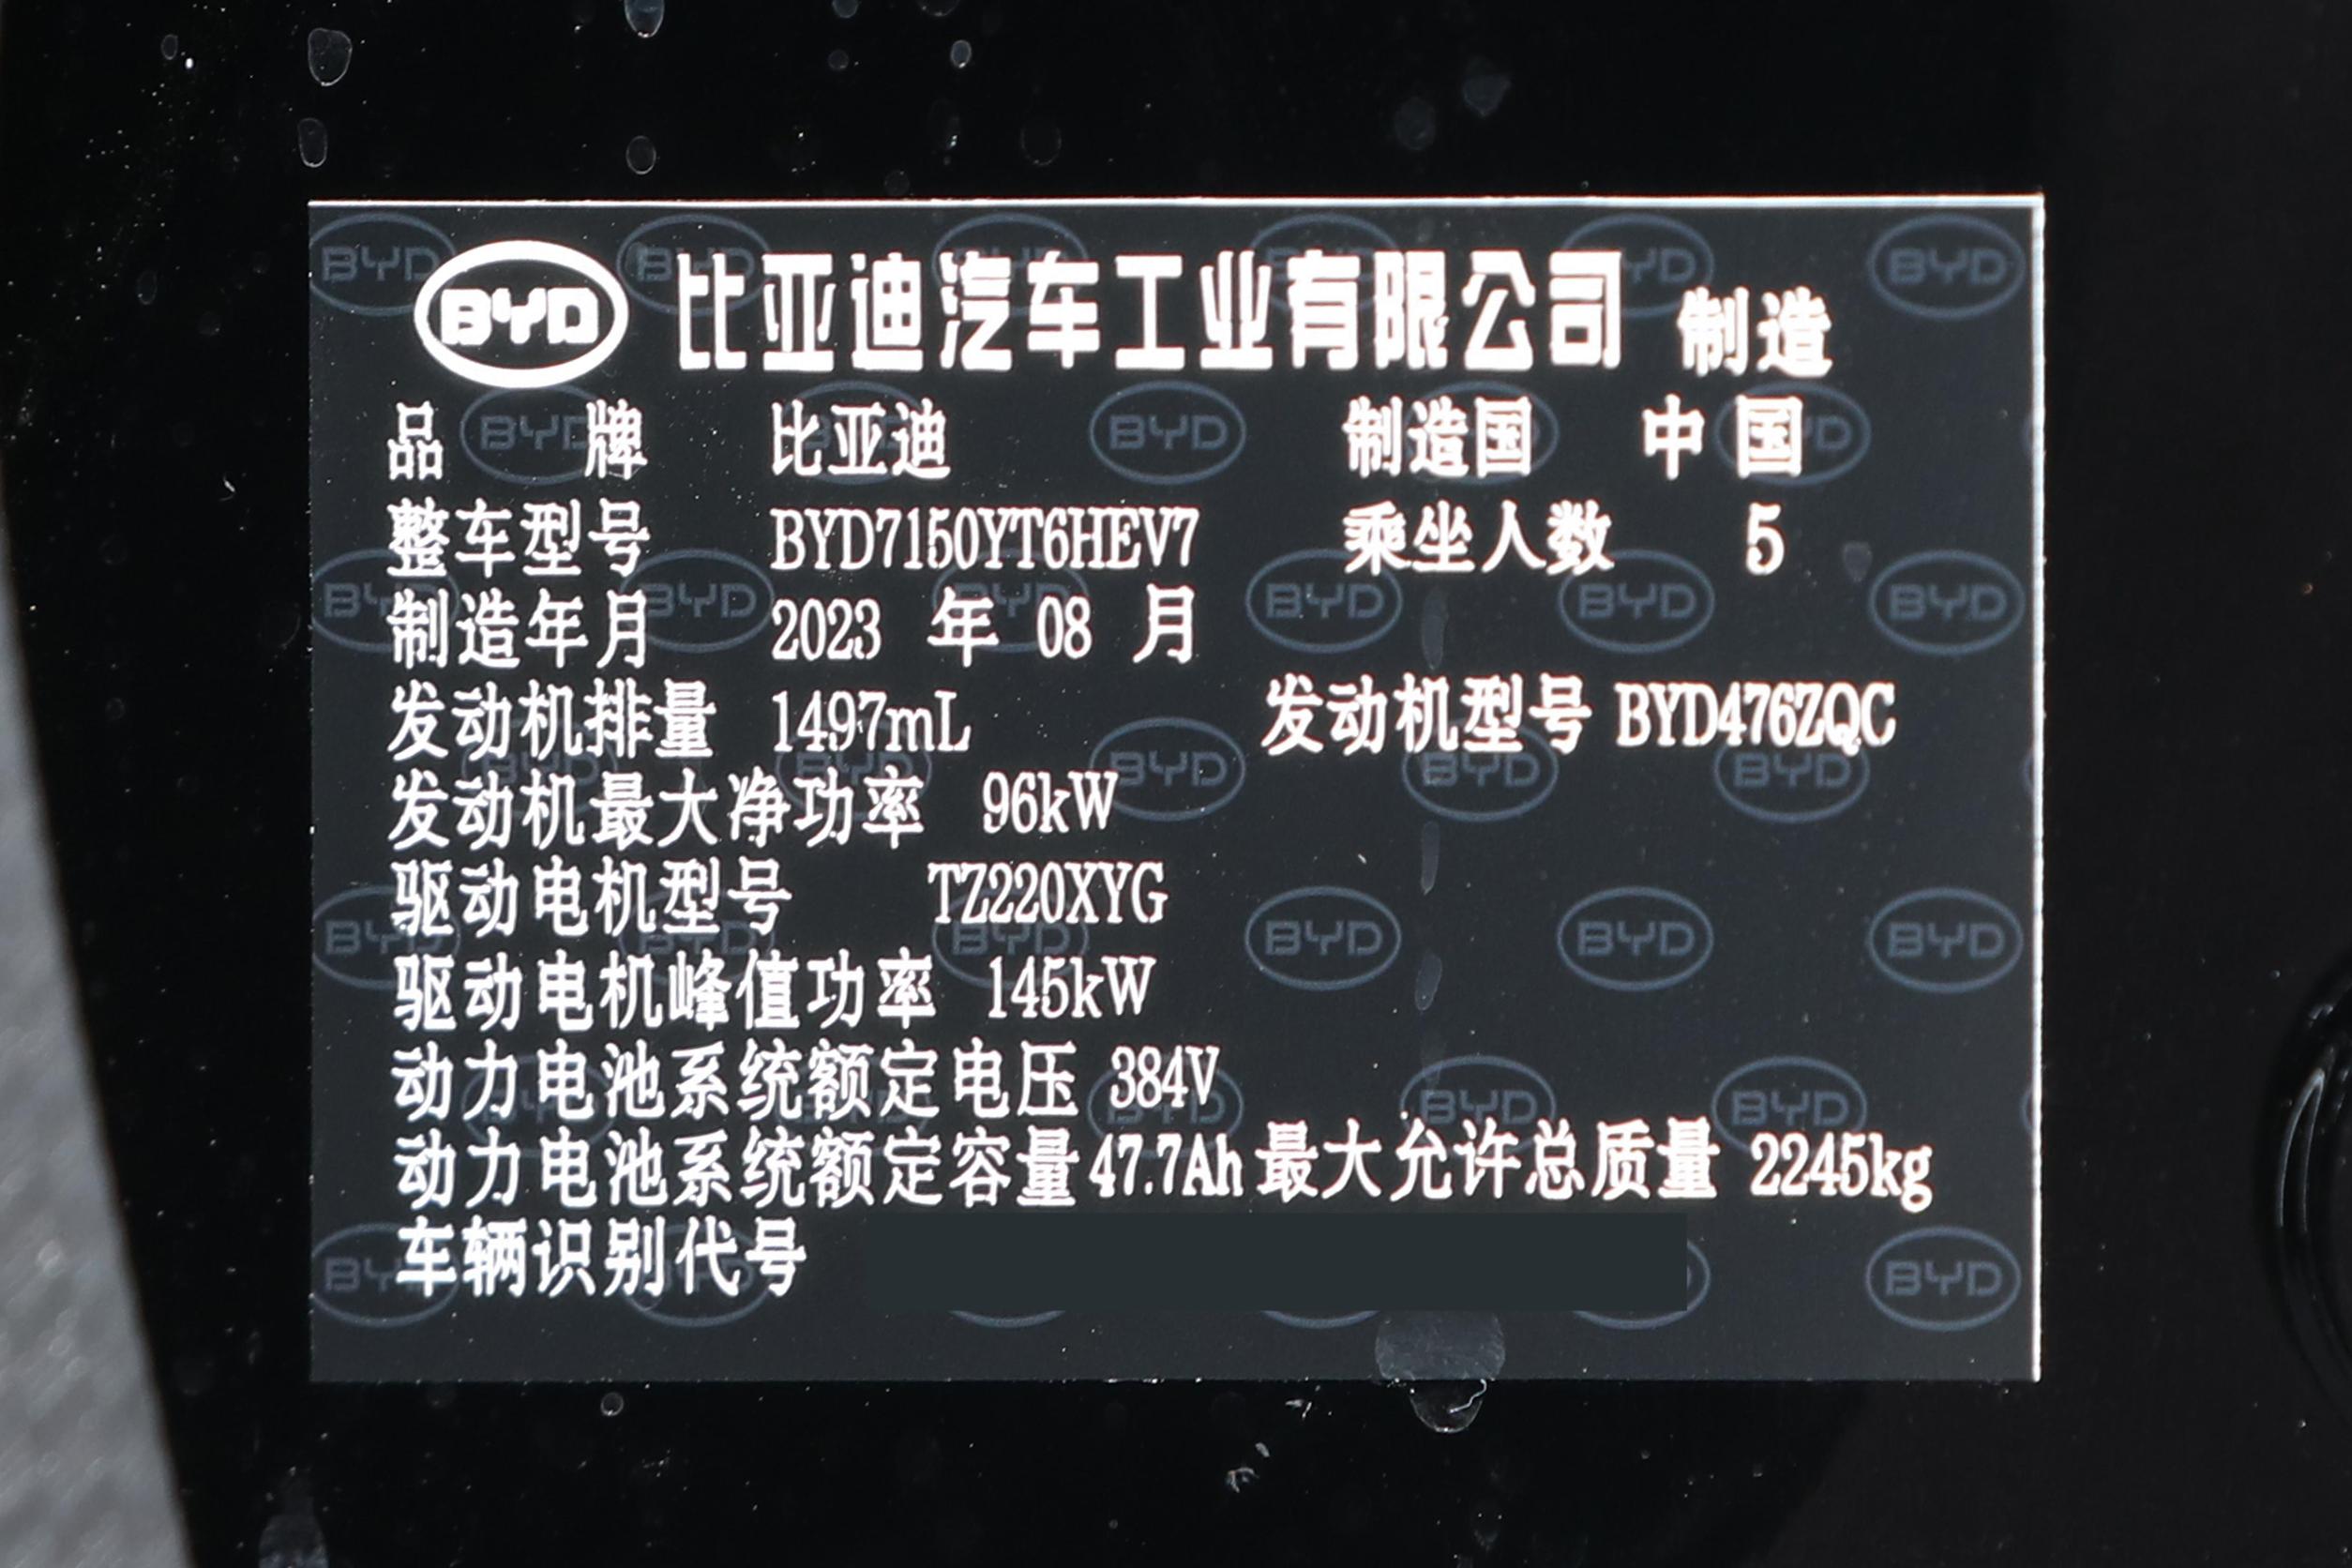 BYD 比亚迪汽车工业有限公司 制造
品牌 比亚迪 制造国 中国
整车型号 BYD7150YT6HEV7 乘坐人数 5
制造年月 2023 年 08 月
发动机排量 1497mL 发动机型号 BYD476ZQC
发动机最大净功率 96kW
驱动电机型号 TZ220XYG
驱动电机峰值功率 145kW
动力电池系统额定电压 384V
动力电池系统额定容量 47.7Ah 最大允许总质量 2245kg
车辆识别代号